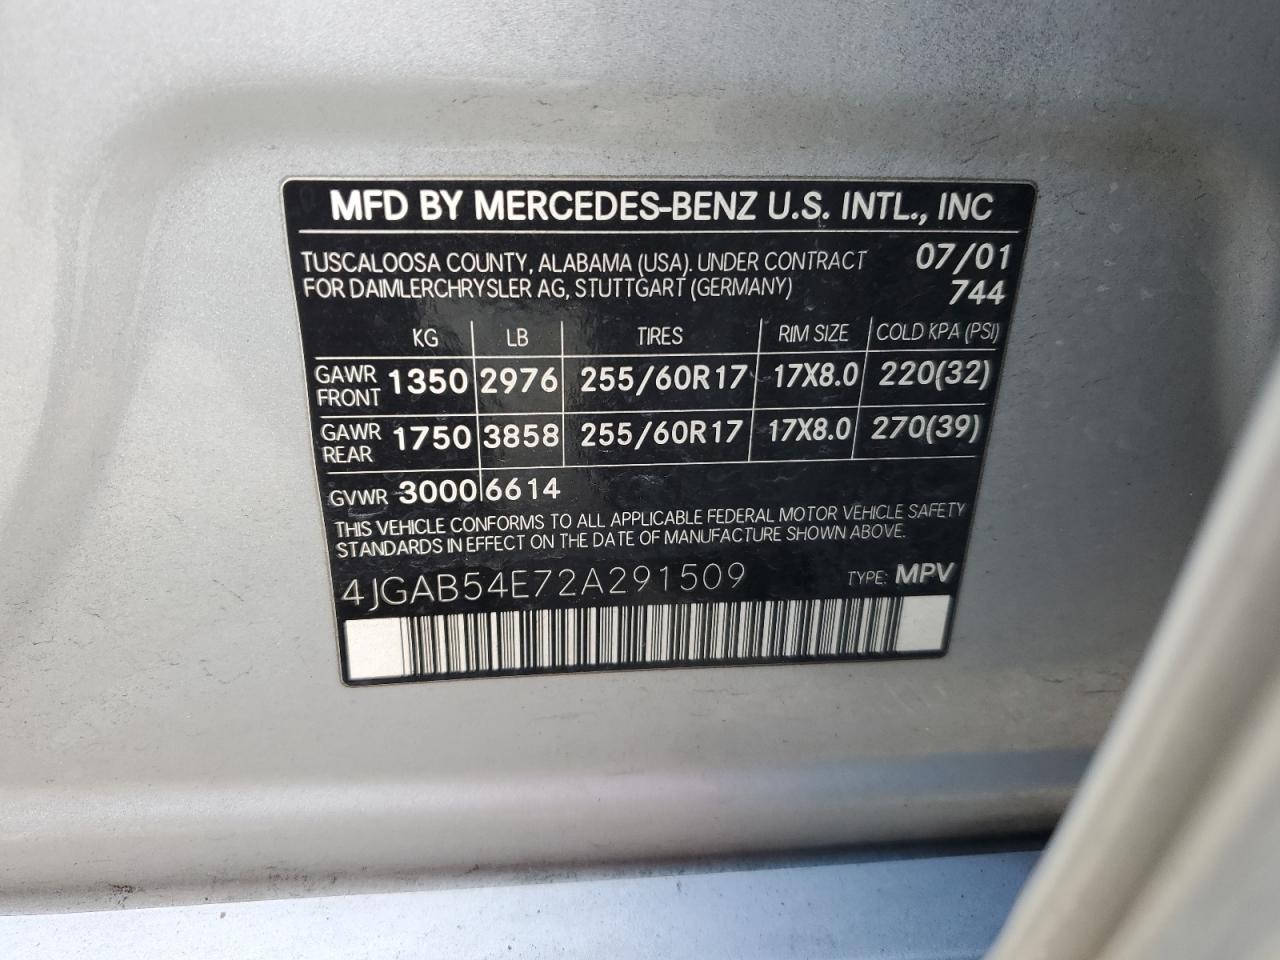 MFD BY MERCEDES-BENZ U.S. INTL., INC
TUSCALOOSA COUNTY, ALABAMA (USA). UNDER CONTRACT 07/01
FOR DAIMLERCHRYSLER AG, STUTTGART (GERMANY) 744
KG LB TIRES RIM SIZE COLD KPA (PSI)
GAWR FRONT 1350 2976 255/60R17 17X8.0 220(32)
GAWR REAR 1750 3858 255/60R17 17X8.0 270(39)
GVWR 3000 6614
THIS VEHICLE CONFORMS TO ALL APPLICABLE FEDERAL MOTOR VEHICLE SAFETY
STANDARDS IN EFFECT ON THE DATE OF MANUFACTURE SHOWN ABOVE.
4JGAB54E72A291509 TYPE: MPV